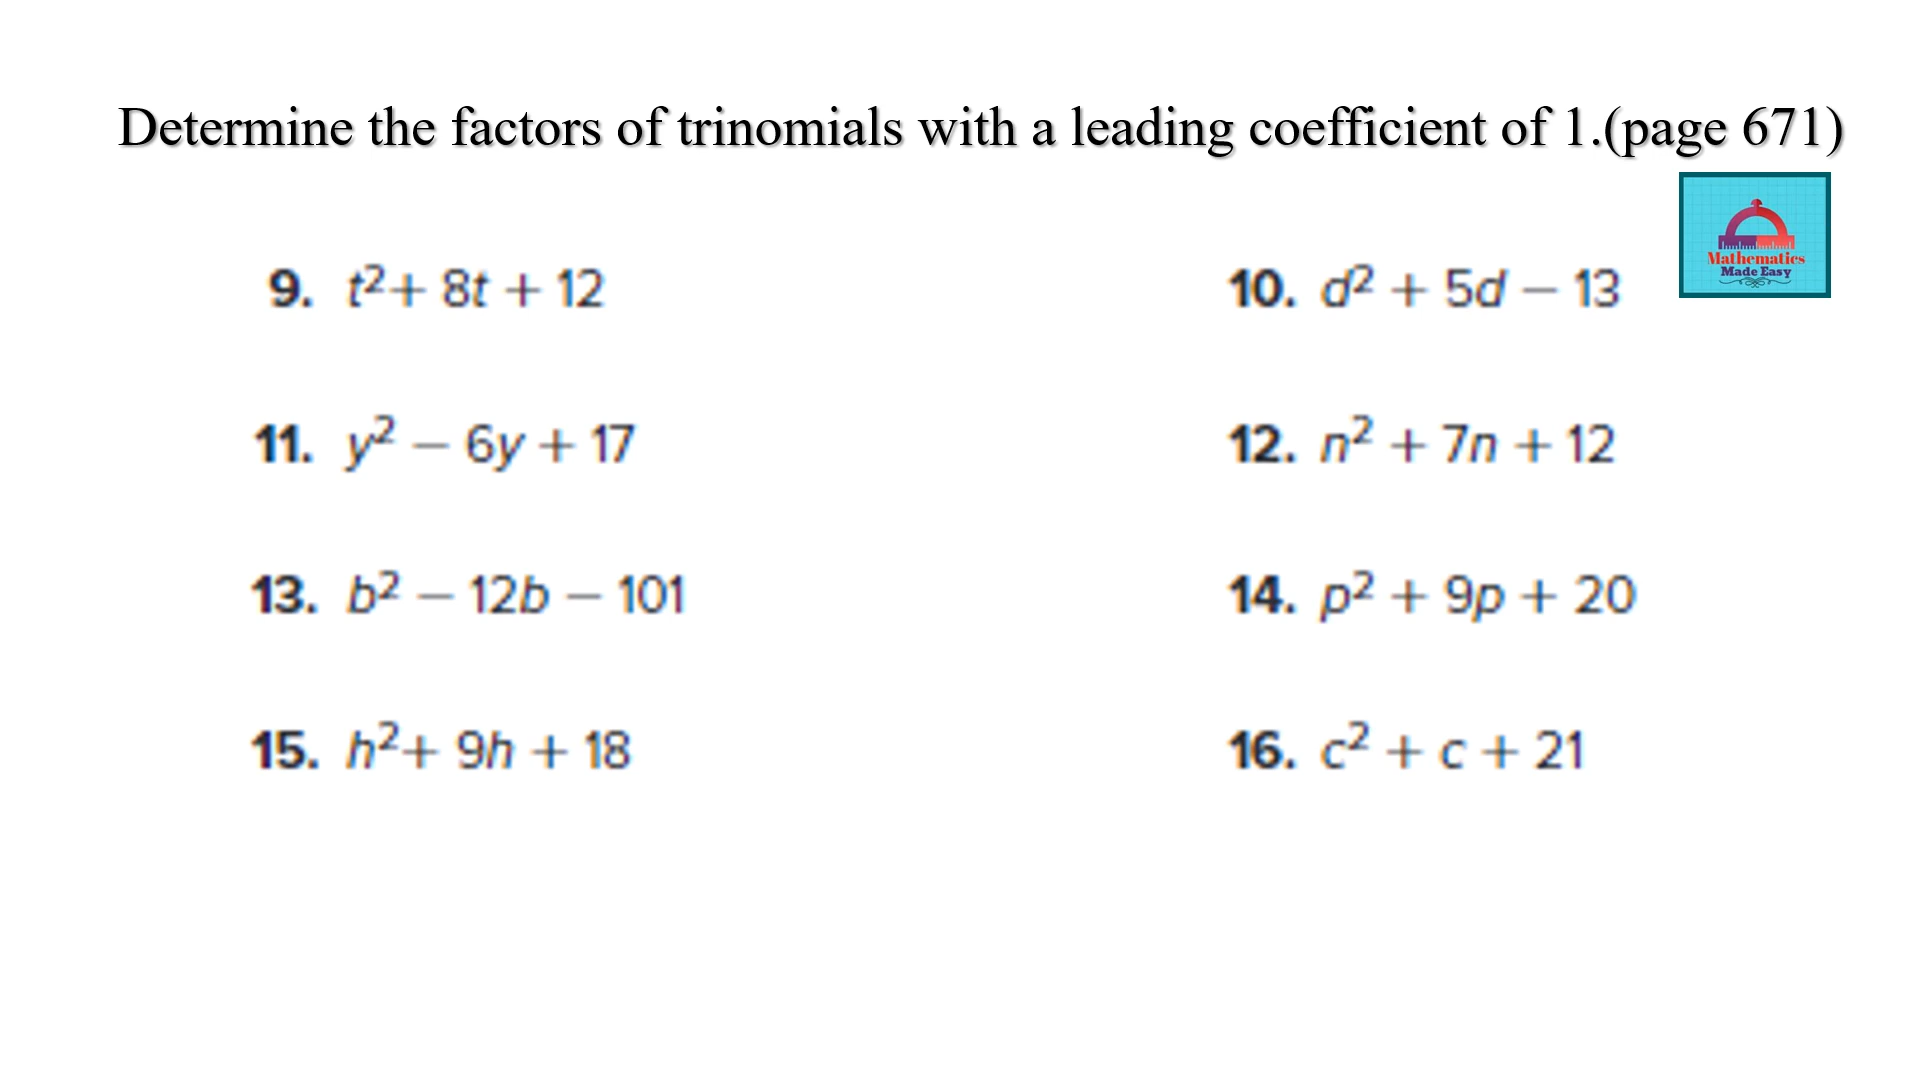 Determine the factors of trinomials with a leading coefficient of 1.(page 671)
Mathematics
Made Easy
9. t²+ 8t + 12
10. d² + 5d – 13
11. y² – 6y + 17
12. n² + 7n + 12
13. b² – 12b – 101
14. p² + 9p + 20
15. h²+ 9h + 18
16. c² + c + 21